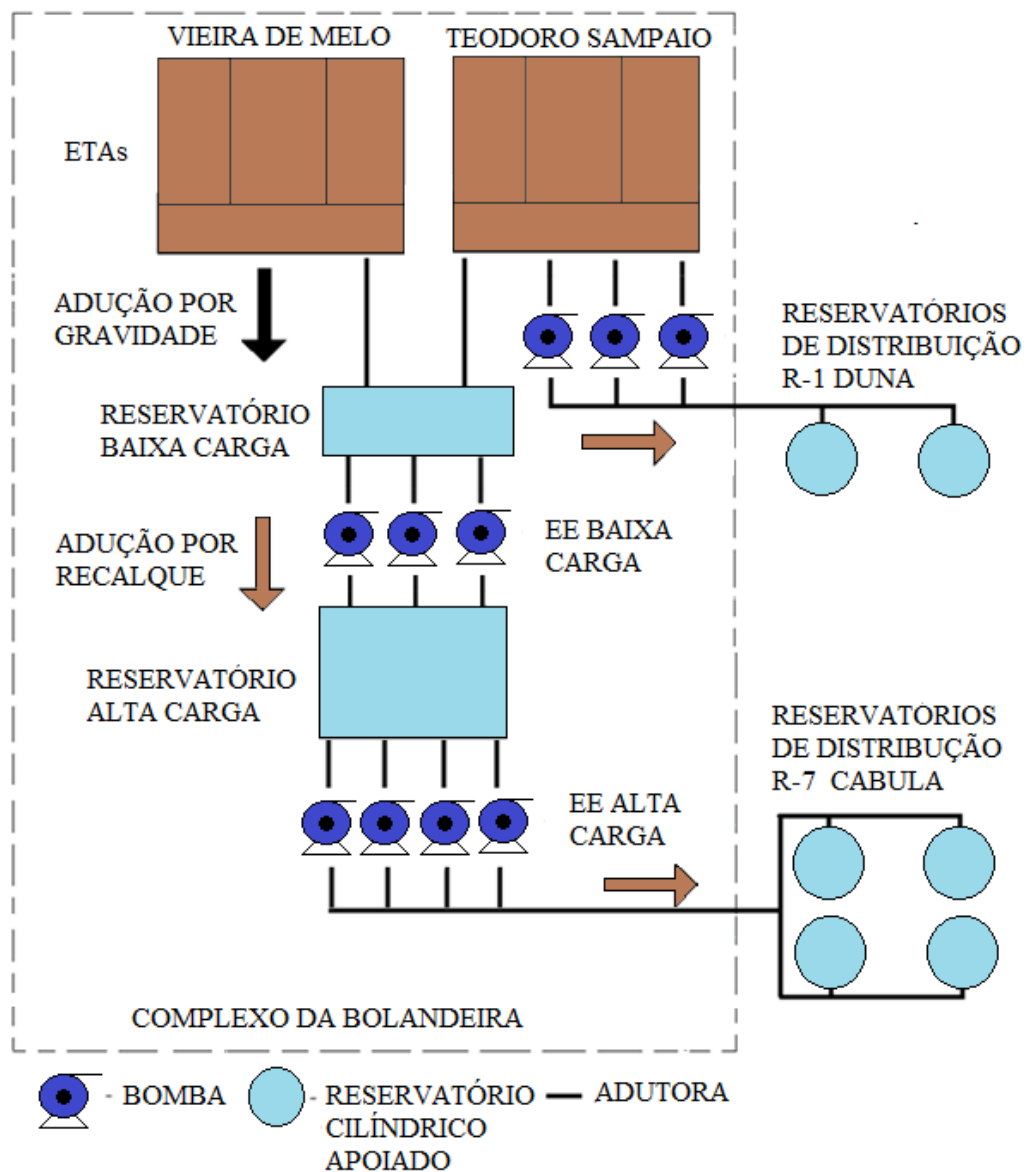 VIEIRA DE MELO
TEODORO SAMPAIO
ETAs
ADUÇÃO POR
GRAVIDADE
RESERVATÓRIOS
DE DISTRIBUIÇÃO
R-1 DUNA
RESERVATÓRIO
BAIXA CARGA
ADUÇÃO POR
RECALQUE
EE BAIXA
CARGA
RESERVATÓRIO
ALTA CARGA
RESERVATÓRIOS
DE DISTRIBUÇÃO
R-7 CABULA
EE ALTA
CARGA
COMPLEXO DA BOLANDEIRA
- BOMBA
- RESERVATÓRIO
CILÍNDRICO
APOIADO
ADUTORA